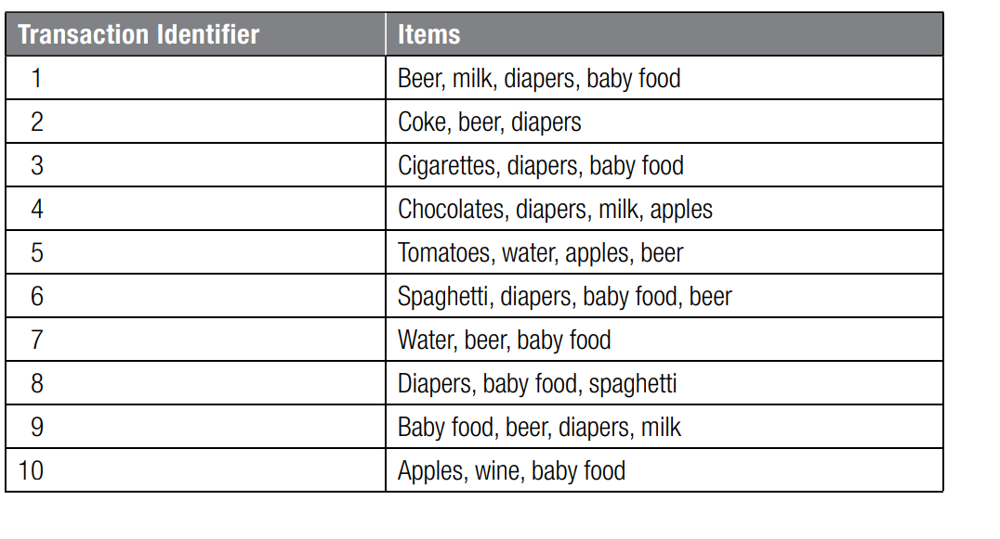 Transaction Identifier Items
1 Beer, milk, diapers, baby food
2 Coke, beer, diapers
3 Cigarettes, diapers, baby food
4 Chocolates, diapers, milk, apples
5 Tomatoes, water, apples, beer
6 Spaghetti, diapers, baby food, beer
7 Water, beer, baby food
8 Diapers, baby food, spaghetti
9 Baby food, beer, diapers, milk
10 Apples, wine, baby food